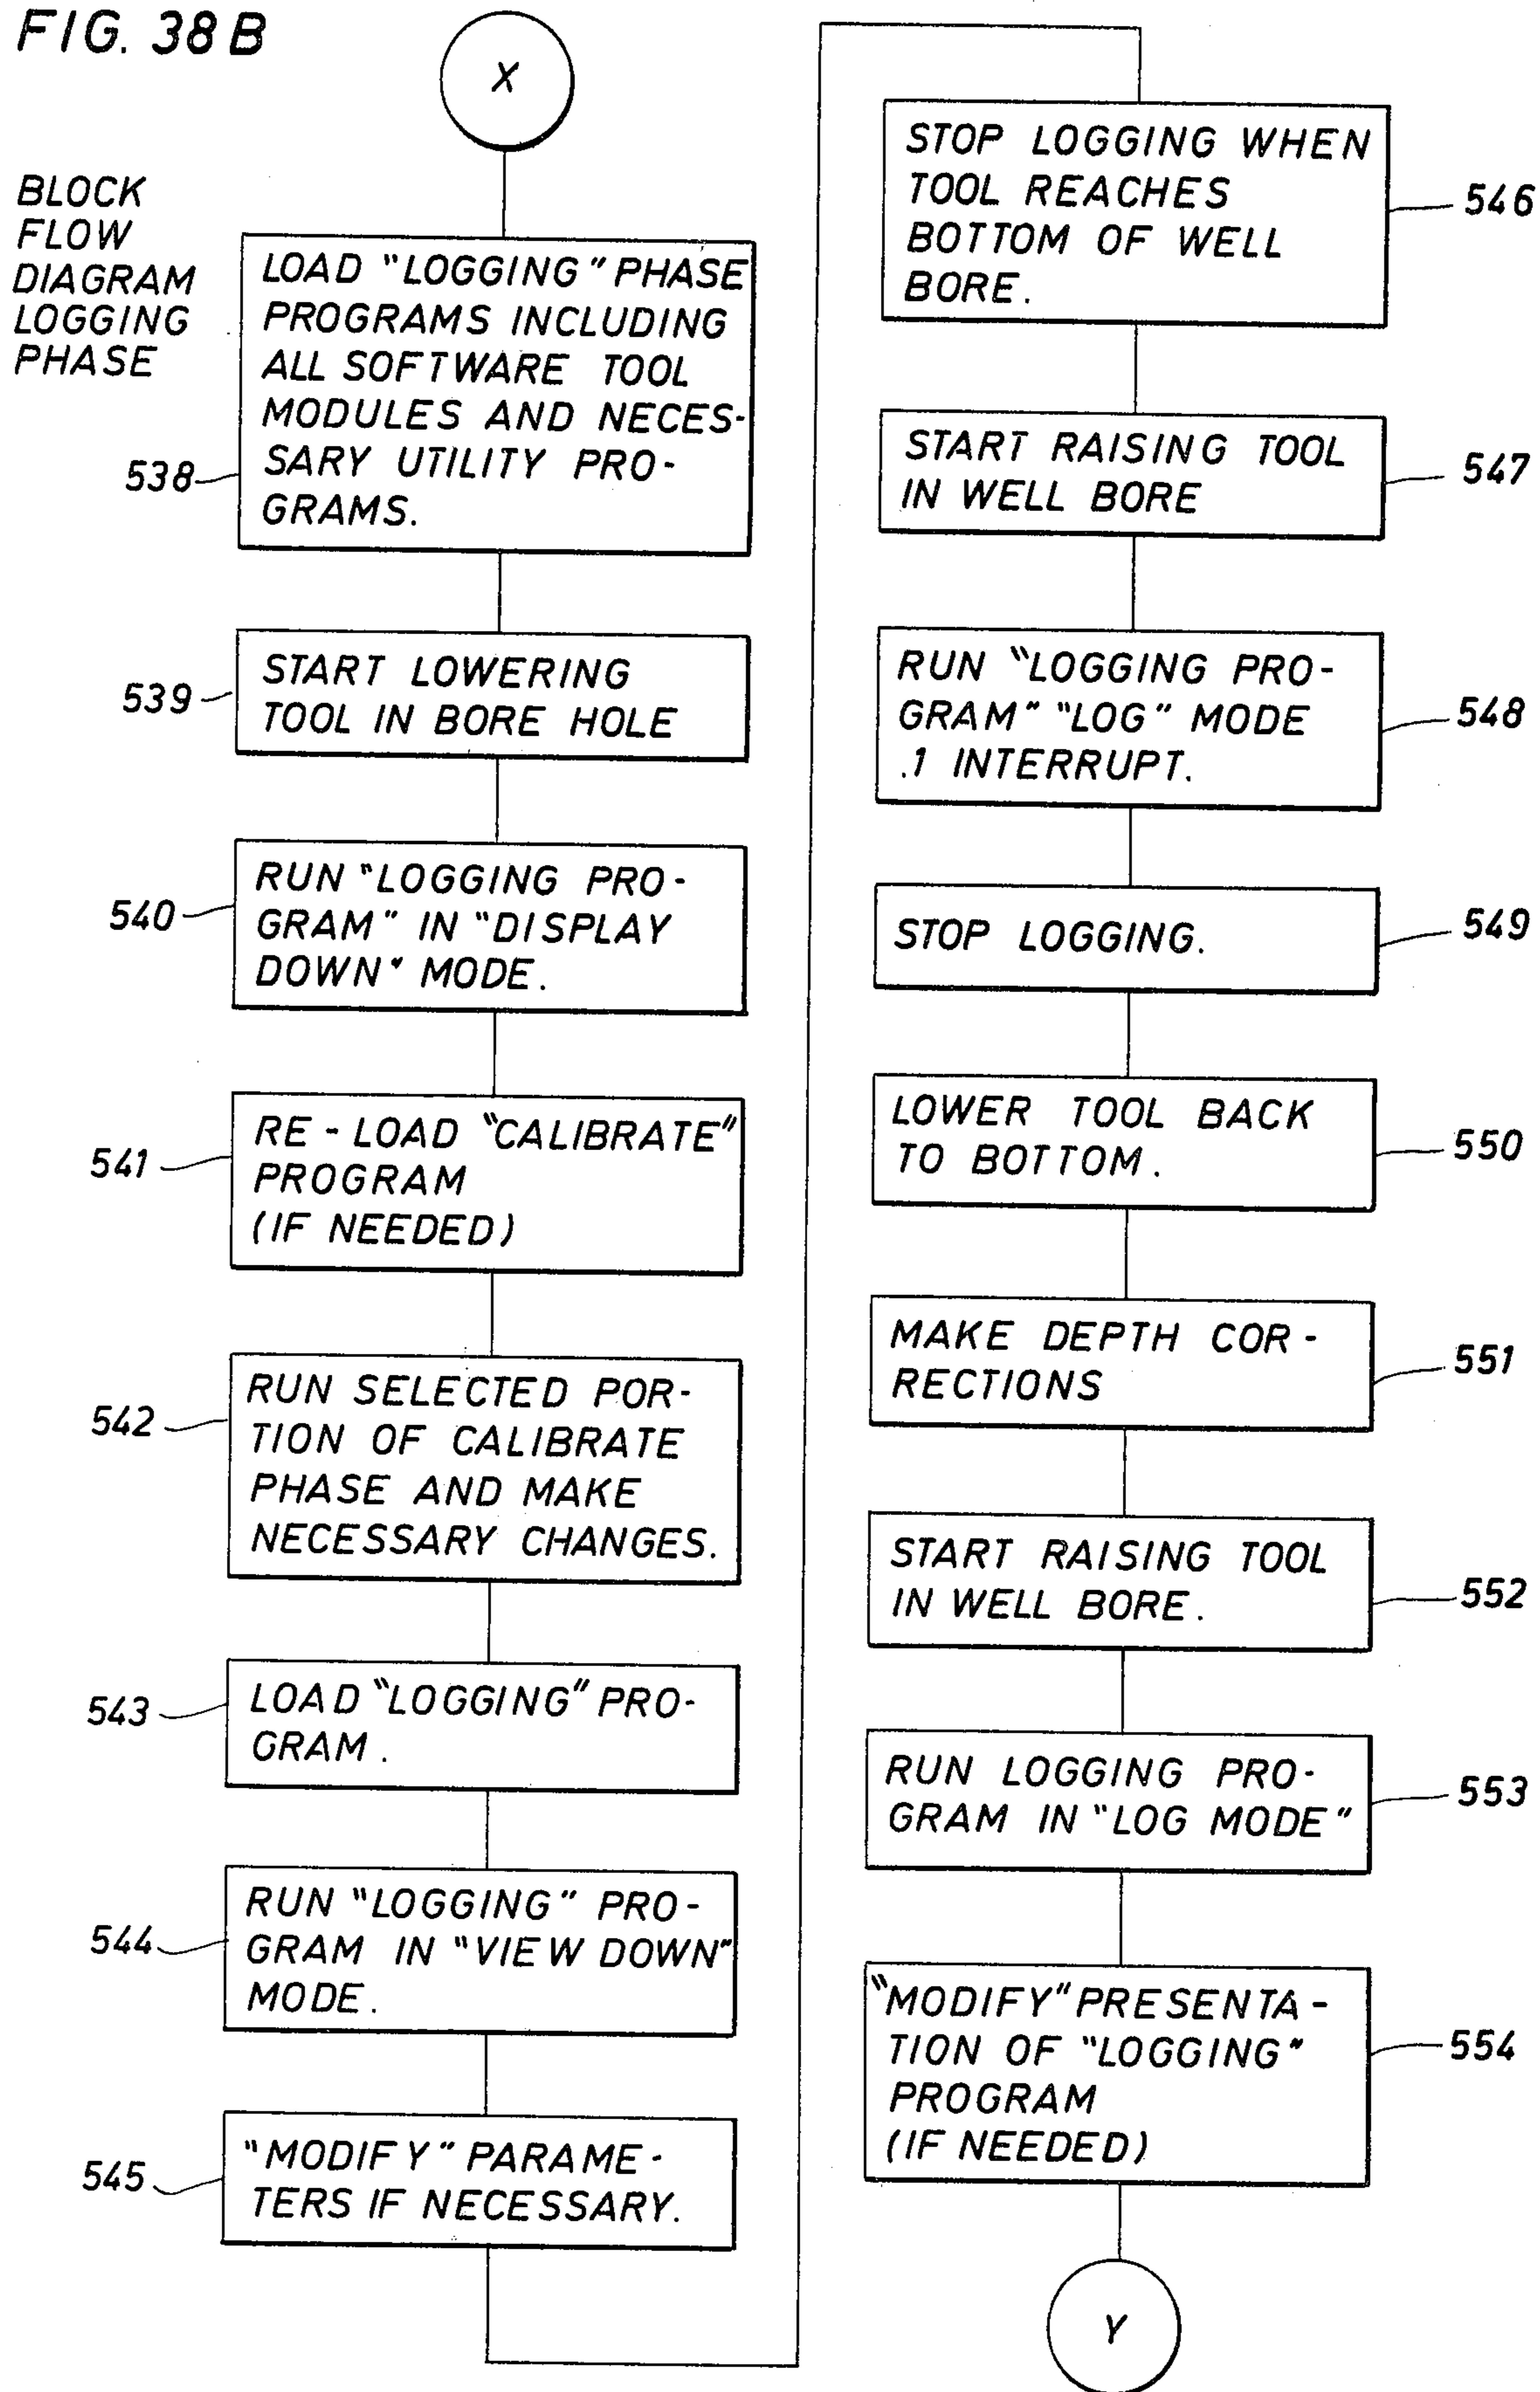 FIG. 38B
X
BLOCK
FLOW
DIAGRAM
LOGGING
PHASE
LOAD "LOGGING" PHASE
PROGRAMS INCLUDING
ALL SOFTWARE TOOL
MODULES AND NECES-
SARY UTILITY PRO-
GRAMS.
538
START LOWERING
TOOL IN BORE HOLE
539
RUN "LOGGING PRO-
GRAM" IN "DISPLAY
DOWN" MODE.
540
RE-LOAD "CALIBRATE"
PROGRAM
(IF NEEDED)
541
RUN SELECTED POR-
TION OF CALIBRATE
PHASE AND MAKE
NECESSARY CHANGES.
542
LOAD "LOGGING" PRO-
GRAM.
543
RUN "LOGGING" PRO-
GRAM IN "VIEW DOWN"
MODE.
544
"MODIFY" PARAME-
TERS IF NECESSARY.
545
STOP LOGGING WHEN
TOOL REACHES
BOTTOM OF WELL
BORE.
546
START RAISING TOOL
IN WELL BORE
547
RUN "LOGGING PRO-
GRAM" "LOG" MODE
.1 INTERRUPT.
548
STOP LOGGING.
549
LOWER TOOL BACK
TO BOTTOM.
550
MAKE DEPTH COR-
RECTIONS
551
START RAISING TOOL
IN WELL BORE.
552
RUN LOGGING PRO-
GRAM IN "LOG MODE"
553
"MODIFY" PRESENTA-
TION OF "LOGGING"
PROGRAM
(IF NEEDED)
554
Y